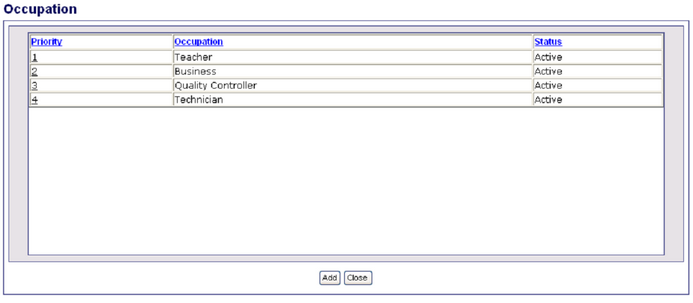 Occupation
Priority Occupation Status
1 Teacher Active
2 Business Active
3 Quality Controller Active
4 Technician Active
Add Close